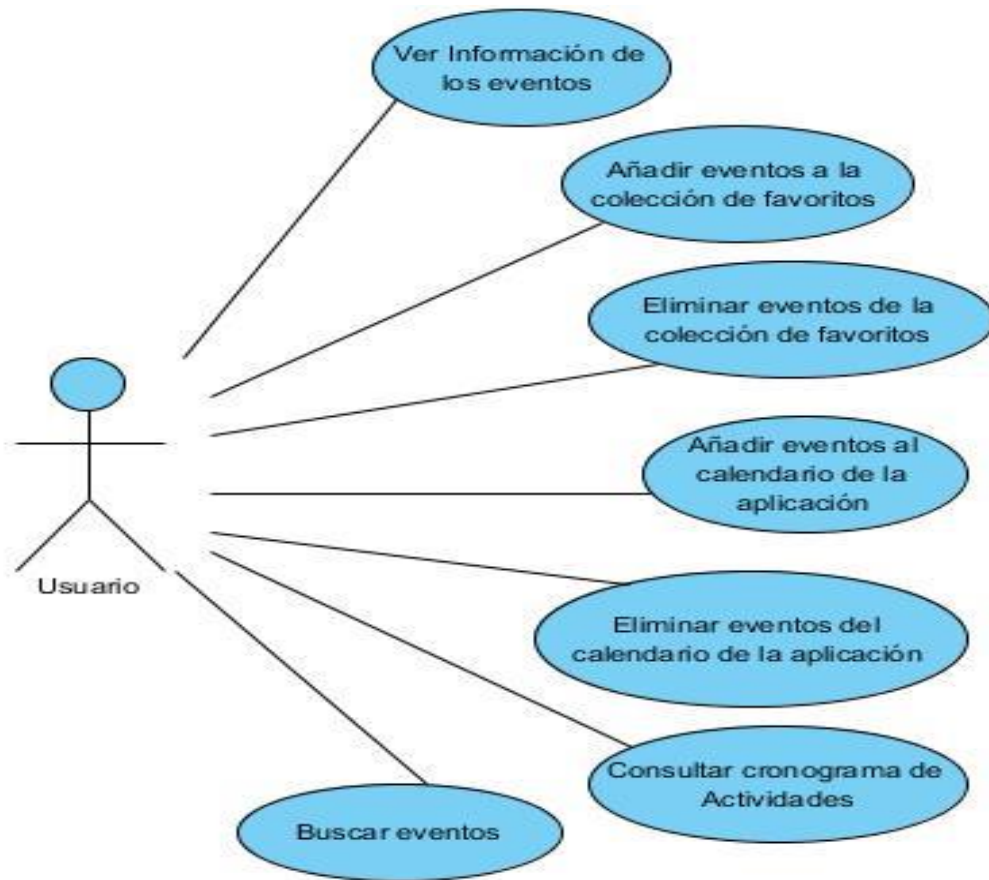 Ver Información de
los eventos
Añadir eventos a la
colección de favoritos
Eliminar eventos de la
colección de favoritos
Añadir eventos al
calendario de la
aplicación
Usuario
Eliminar eventos del
calendario de la aplicación
Consultar cronograma de
Actividades
Buscar eventos